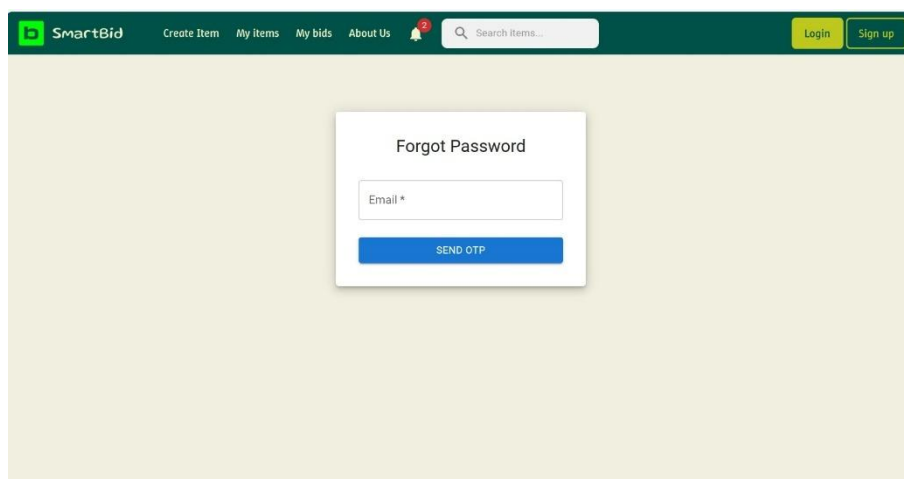 b SmartBid Create Item My items My bids About Us 2 Search items... Login Sign up
Forgot Password
Email *
SEND OTP